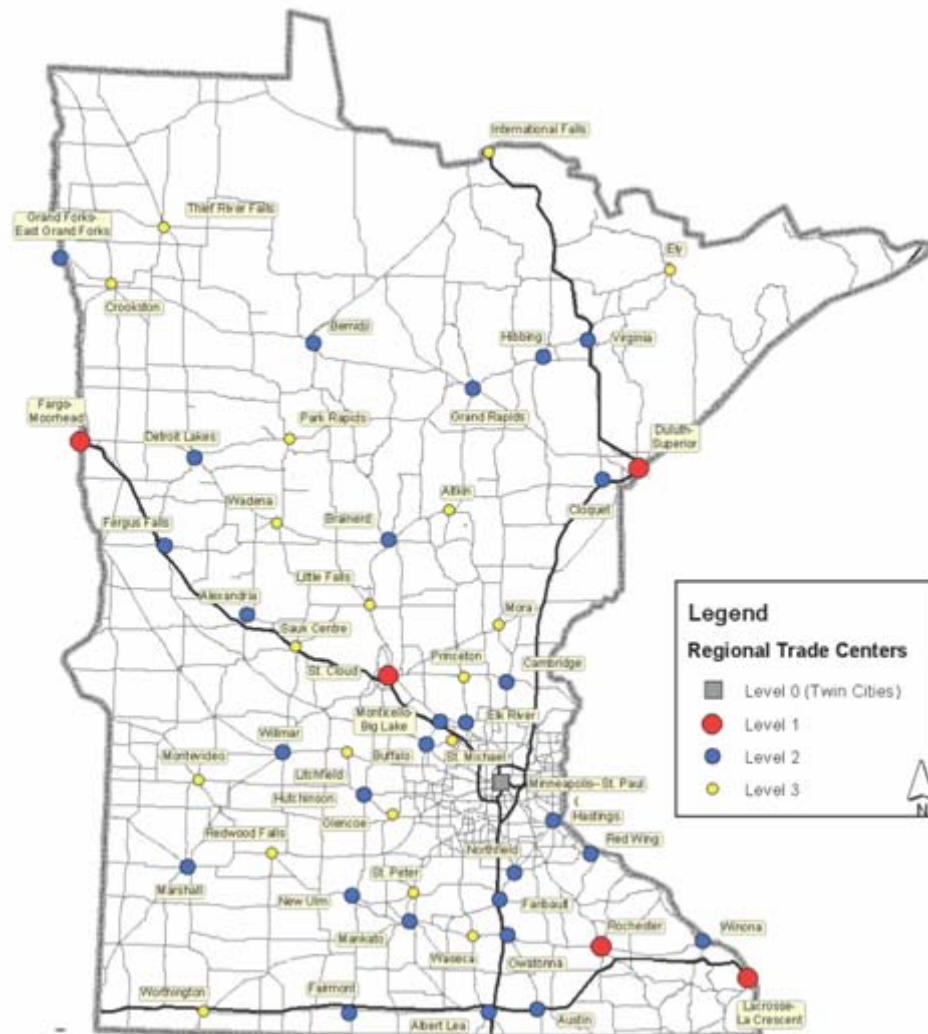 International Falls
Thief River Falls
Grand Forks-
East Grand Forks
Ely
Crookston
Bemidji
Hibbing
Virginia
Fargo-
Moorhead
Park Rapids
Grand Rapids
Duluth-
Superior
Detroit Lakes
Wadena
Aitkin
Cloquet
Fergus Falls
Brainerd
Little Falls
Alexandria
Mora
Sauk Centre
Princeton
St. Cloud
Cambridge
Monticello-
Big Lake
Elk River
Willmar
Montevideo
Buffalo
St. Michael
Litchfield
Minneapolis--St. Paul
Hutchinson
Glencoe
Hastings
Redwood Falls
Northfield
Red Wing
St. Peter
Marshall
New Ulm
Faribault
Mankato
Rochester
Winona
Waseca
Owatonna
Worthington
Fairmont
Albert Lea
Austin
Lacrosse-
La Crescent
Legend
Regional Trade Centers
Level 0 (Twin Cities)
Level 1
Level 2
Level 3
N